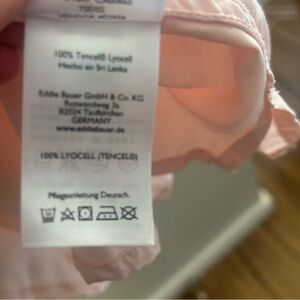 100% Tencel® Lyocell
Hecho en Sri Lanka
Eddie Bauer GmbH & Co. KG
82024 Taufkirchen
GERMANY
www.eddiebauer.de
100% LYOCELL (TENCEL®)
Pflegeanleitung Deutsch.